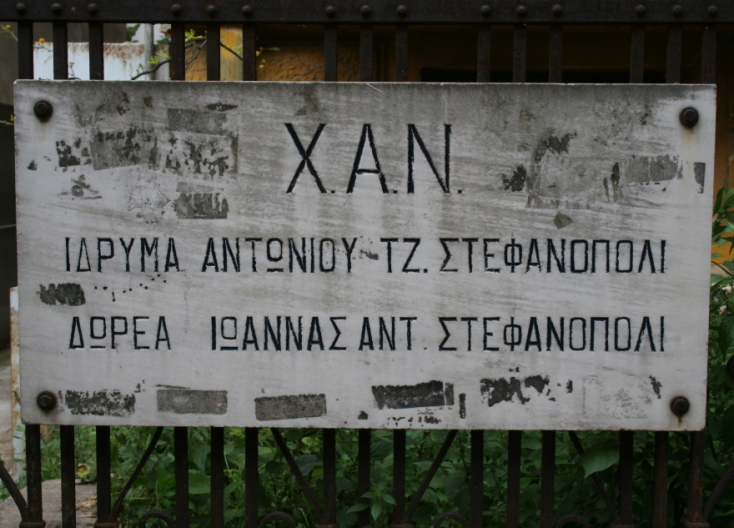 Χ.Α.Ν.
ΙΔΡΥΜΑ ΑΝΤΩΝΙΟΥ ΤΖ. ΣΤΕΦΑΝΟΠΟΛΙ
ΔΩΡΕΑ ΙΩΑΝΝΑΣ ΑΝΤ. ΣΤΕΦΑΝΟΠΟΛΙ